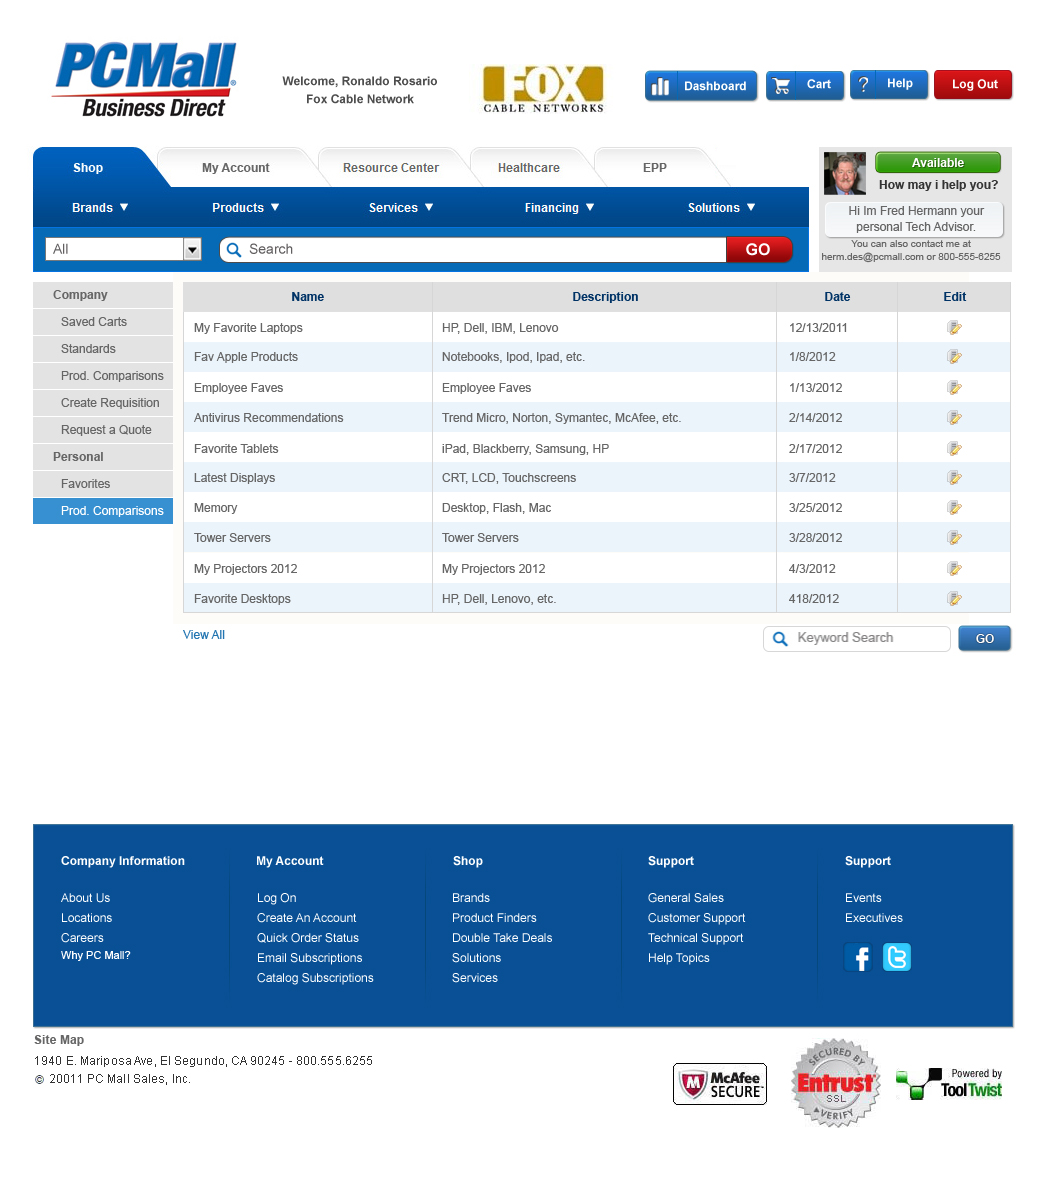 PCMall
Business Direct
Welcome, Ronaldo Rosario
Fox Cable Network
FOX
CABLE NETWORKS
Dashboard
Cart
? Help
Log Out
Shop
My Account
Resource Center
Healthcare
EPP
Brands
Products
Services
Financing
Solutions
All
Search
GO
Available
How may i help you?
Hi Im Fred Hermann your
personal Tech Advisor.
You can also contact me at
herm.des@pcmall.com or 800-555-6255
Company
Saved Carts
Standards
Prod. Comparisons
Create Requisition
Request a Quote
Personal
Favorites
Prod. Comparisons
Name Description Date Edit
My Favorite Laptops HP, Dell, IBM, Lenovo 12/13/2011
Fav Apple Products Notebooks, Ipod, Ipad, etc. 1/8/2012
Employee Faves Employee Faves 1/13/2012
Antivirus Recommendations Trend Micro, Norton, Symantec, McAfee, etc. 2/14/2012
Favorite Tablets iPad, Blackberry, Samsung, HP 2/17/2012
Latest Displays CRT, LCD, Touchscreens 3/7/2012
Memory Desktop, Flash, Mac 3/25/2012
Tower Servers Tower Servers 3/28/2012
My Projectors 2012 My Projectors 2012 4/3/2012
Favorite Desktops HP, Dell, Lenovo, etc. 418/2012
View All
Keyword Search
GO
Company Information
About Us
Locations
Careers
Why PC Mall?
My Account
Log On
Create An Account
Quick Order Status
Email Subscriptions
Catalog Subscriptions
Shop
Brands
Product Finders
Double Take Deals
Solutions
Services
Support
General Sales
Customer Support
Technical Support
Help Topics
Support
Events
Executives
f
t
Site Map
1940 E. Mariposa Ave, El Segundo, CA 90245 - 800.555.6255
© 20011 PC Mall Sales, Inc.
McAfee
SECURE™
SECURED BY
Entrust
SSL
▲VERIFY
Powered by
ToolTwist